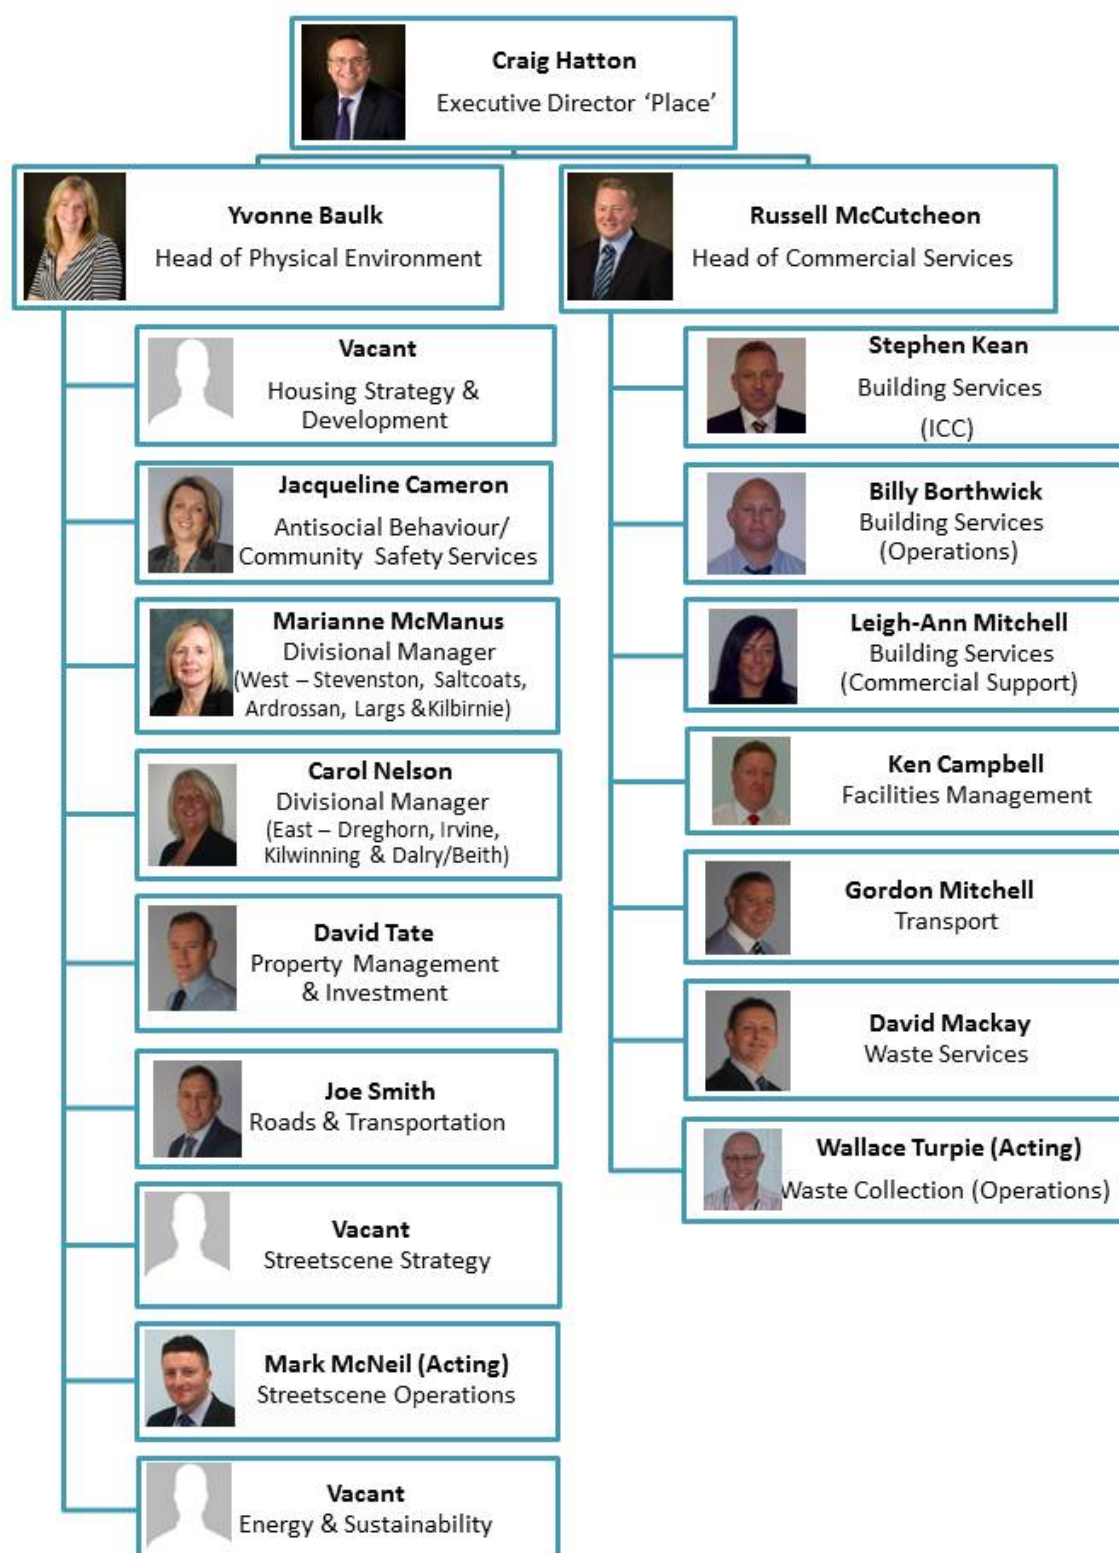 Craig Hatton
Executive Director ‘Place’
Yvonne Baulk
Head of Physical Environment
Russell McCutcheon
Head of Commercial Services
Vacant
Housing Strategy &
Development
Jacqueline Cameron
Antisocial Behaviour/
Community Safety Services
Marianne McManus
Divisional Manager
(West – Stevenston, Saltcoats,
Ardrossan, Largs &Kilbirnie)
Carol Nelson
Divisional Manager
(East – Dreghorn, Irvine,
Kilwinning & Dalry/Beith)
David Tate
Property Management
& Investment
Joe Smith
Roads & Transportation
Vacant
Streetscene Strategy
Mark McNeil (Acting)
Streetscene Operations
Vacant
Energy & Sustainability
Stephen Kean
Building Services
(ICC)
Billy Borthwick
Building Services
(Operations)
Leigh-Ann Mitchell
Building Services
(Commercial Support)
Ken Campbell
Facilities Management
Gordon Mitchell
Transport
David Mackay
Waste Services
Wallace Turpie (Acting)
Waste Collection (Operations)